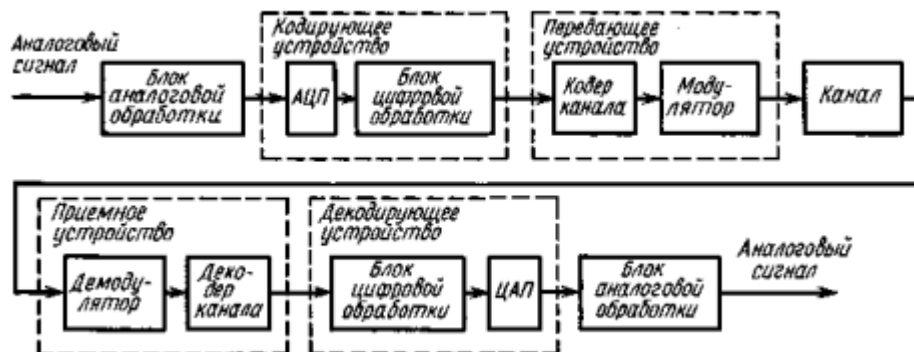 Аналоговый
сигнал
Блок
аналоговой
обработки
Кодирующее
устройство
АЦП
Блок
цифровой
обработки
Передающее
устройство
Кодер
канала
Моду-
лятор
Канал
Приемное
устройство
Демоду-
лятор
Деко-
дер
канала
Декодирующее
устройство
Блок
цифровой
обработки
ЦАП
Блок
аналоговой
обработки
Аналоговый
сигнал